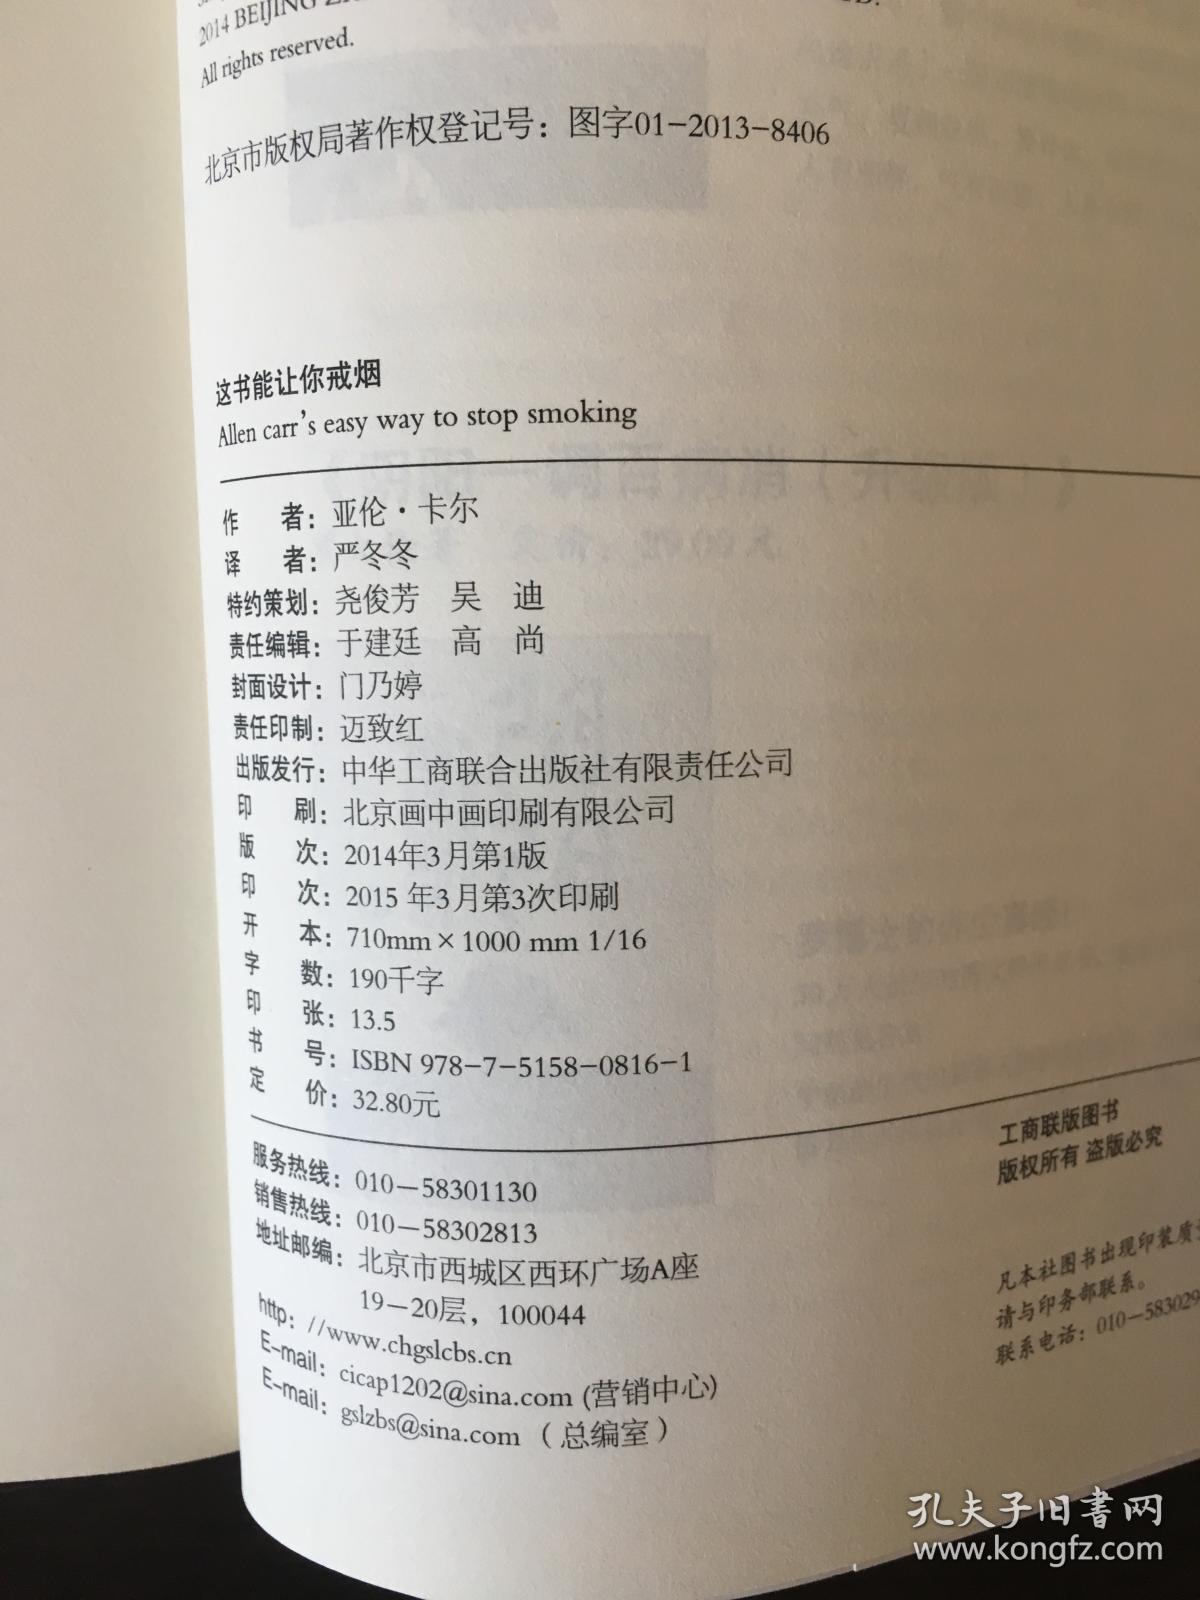 2014 BEIJING
All rights reserved.
北京市版权局著作权登记号：图字01-2013-8406
这书能让你戒烟
Allen carr's easy way to stop smoking
作 者：亚伦·卡尔
译 者：严冬冬
特约策划：尧俊芳 吴 迪
责任编辑：于建廷 高 尚
封面设计：门乃婷
责任印制：迈致红
出版发行：中华工商联合出版社有限责任公司
印 刷：北京画中画印刷有限公司
版 次：2014年3月第1版
印 次：2015 年3月第3次印刷
开 本：710mm×1000 mm 1/16
字 数：190千字
印 张：13.5
书 号：ISBN 978-7-5158-0816-1
定 价：32.80元
服务热线：010－58301130
销售热线：010－58302813
地址邮编：北京市西城区西环广场A座
19－20层，100044
http：//www.chgslcbs.cn
E-mail：cicap1202@sina.com (营销中心)
E-mail：gslzbs@sina.com （总编室）
工商联版图书
版权所有 盗版必究
凡本社图书出现印装质
请与印务部联系。
联系电话：010－583029
孔夫子旧書网
www.kongfz.com